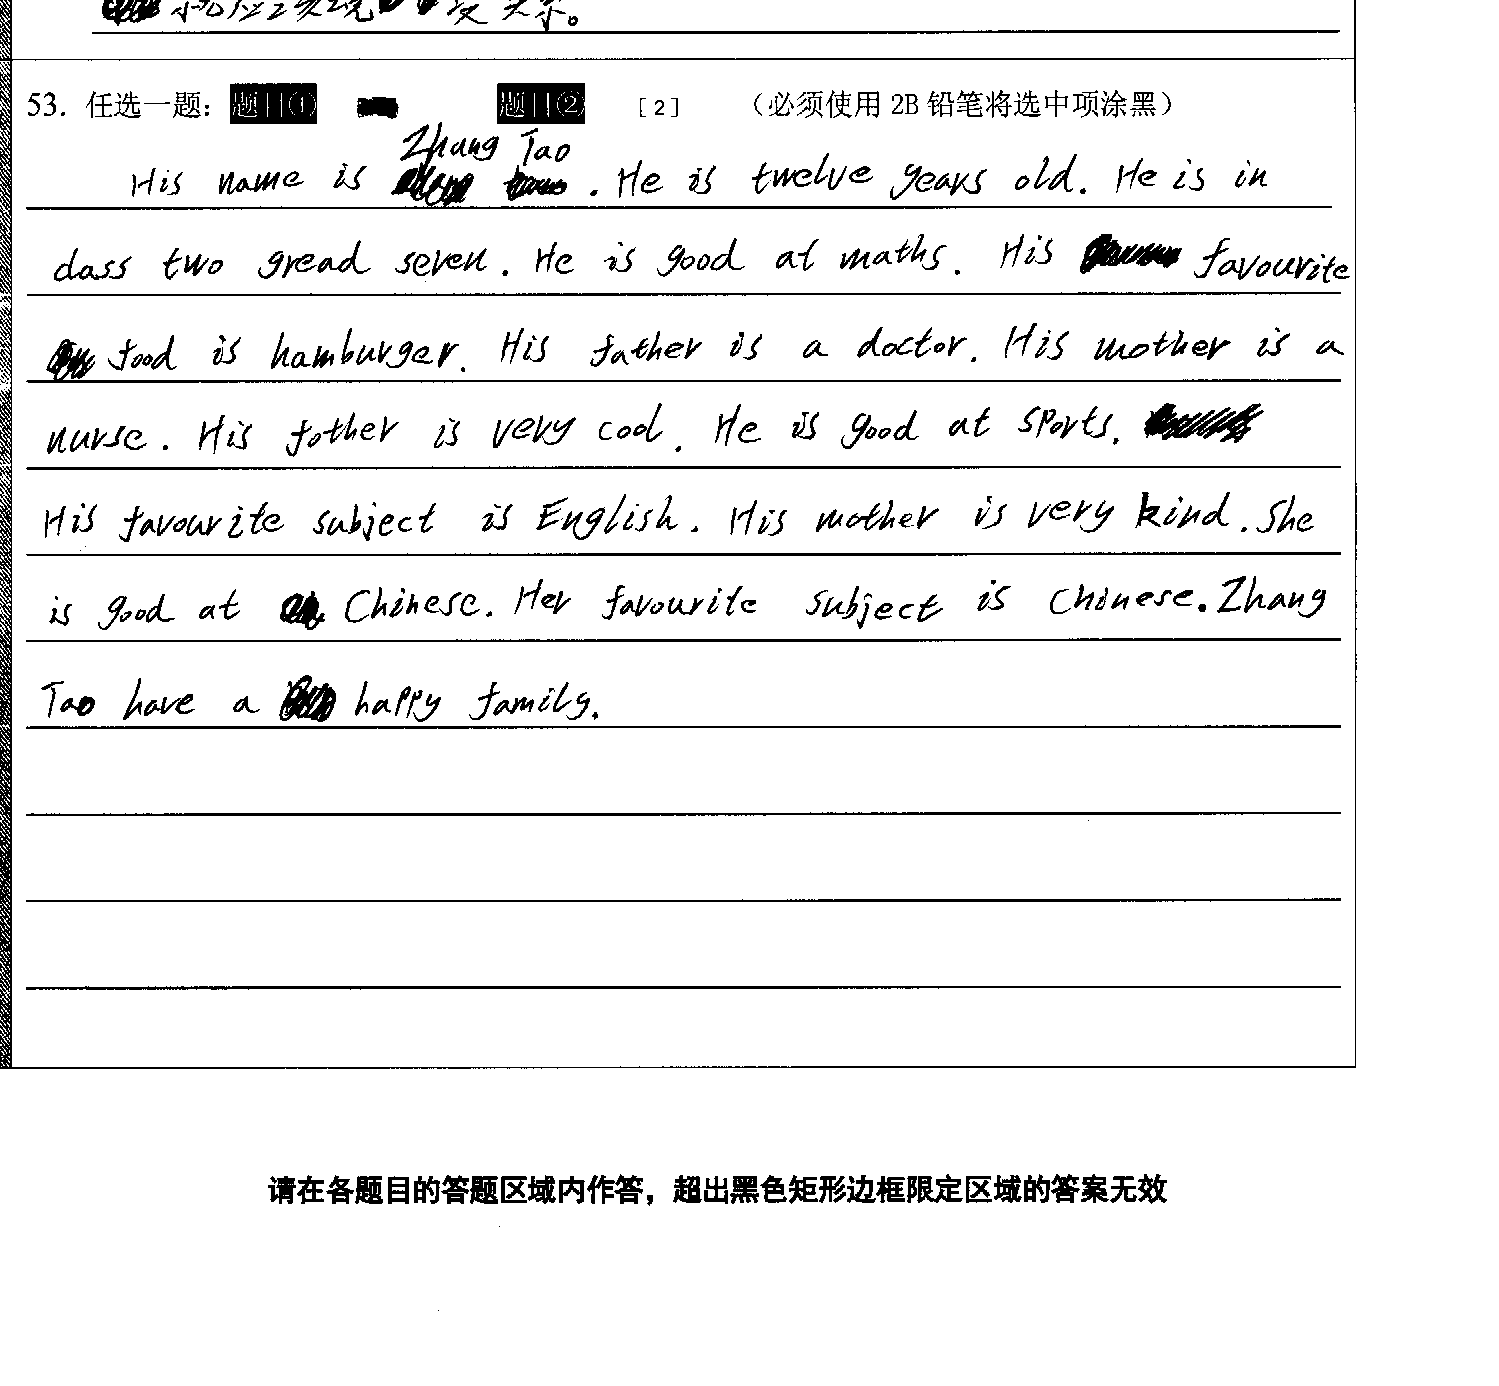 现 关系。
53. 任选一题: 题目① 题目② [2] (必须使用 2B 铅笔将选中项涂黑)
Zhang Tao
His name is . He is twelve years old. He is in
class two gread seven. He is good at maths. His favourite
food is hamburger. His father is a doctor. His mother is a
nurse. His fother is very cool. He is good at sports.
His favourite subject is English. His mother is very kind. She
is good at Chinese. Her favourite subject is Chinese. Zhang
Tao have a happy family.
请在各题目的答题区域内作答，超出黑色矩形边框限定区域的答案无效